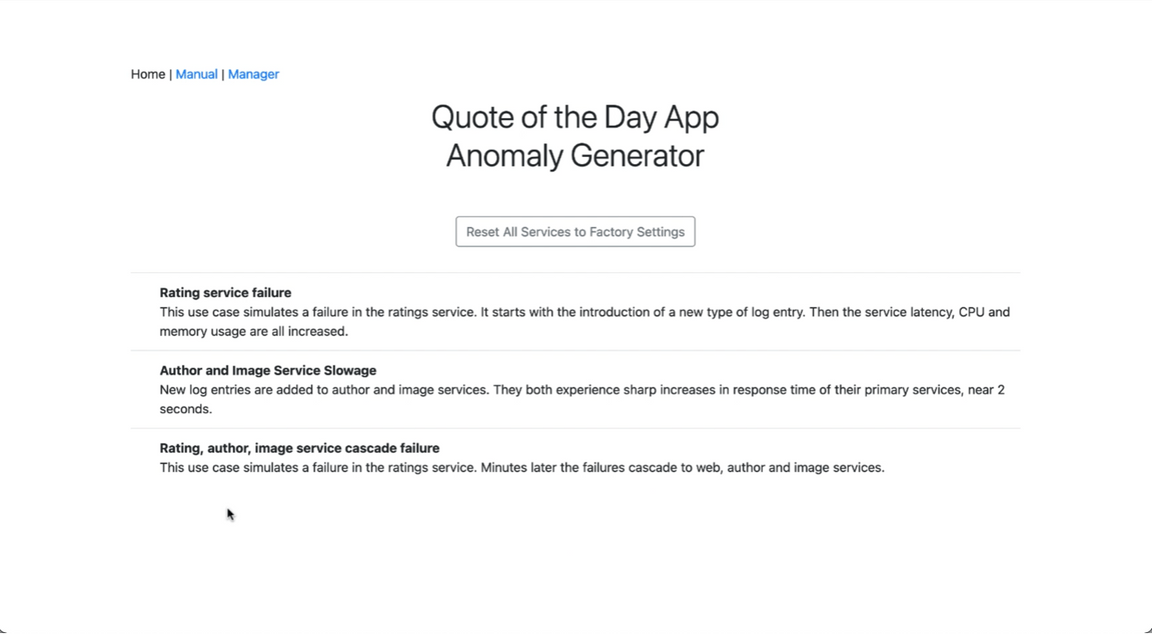 Home | Manual | Manager
Quote of the Day App
Anomaly Generator
Reset All Services to Factory Settings
Rating service failure
This use case simulates a failure in the ratings service. It starts with the introduction of a new type of log entry. Then the service latency, CPU and
memory usage are all increased.
Author and Image Service Slowage
New log entries are added to author and image services. They both experience sharp increases in response time of their primary services, near 2
seconds.
Rating, author, image service cascade failure
This use case simulates a failure in the ratings service. Minutes later the failures cascade to web, author and image services.